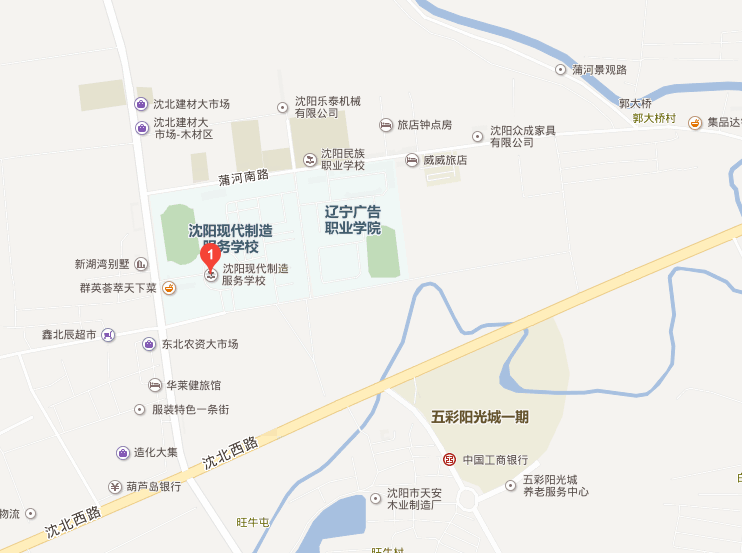 蒲河景观路
沈北建材大市场
沈阳乐泰机械
有限公司
郭大桥
郭大桥村
集品达
沈北建材大
市场-木材区
旅店钟点房
沈阳众成家具
有限公司
沈阳民族
职业学校
威威旅店
蒲河南路
辽宁广告
职业学院
沈阳现代制造
服务学校
1
新湖湾别墅
沈阳现代制造
服务学校
群英荟萃天下菜
鑫北辰超市
东北农资大市场
华莱健旅馆
服装特色一条街
五彩阳光城一期
沈北西路
造化大集
中国工商银行
葫芦岛银行
五彩阳光城
养老服务中心
沈阳市天安
木业制造厂
物流
沈北西路
旺牛屯
旺牛村